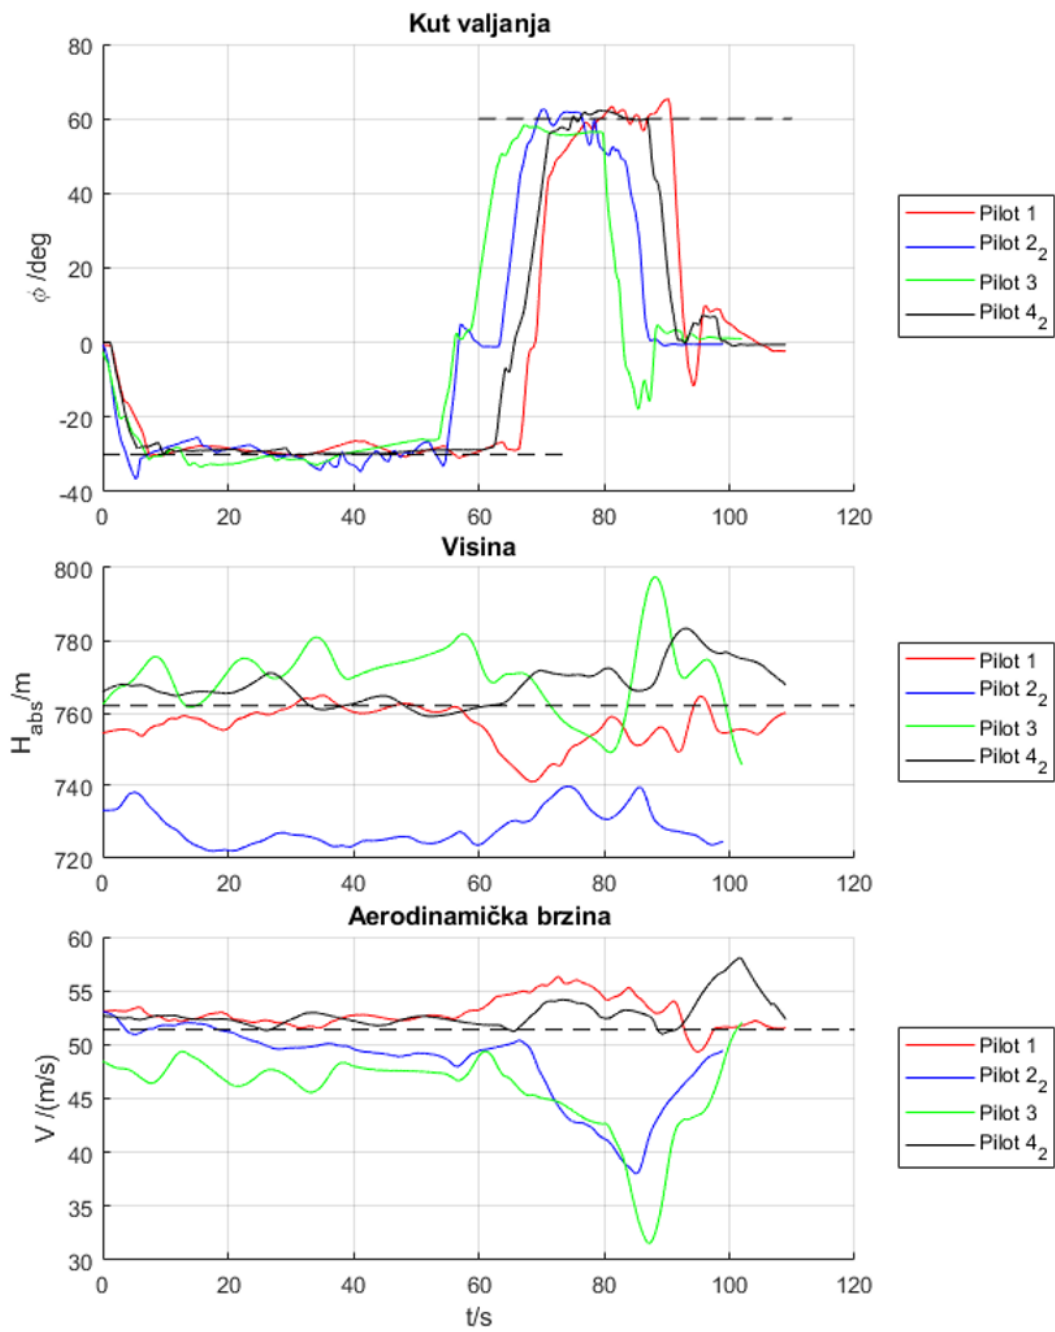 Kut valjanja
80
60
40
20
0
-20
-40
ϕ /deg
0 20 40 60 80 100 120
Pilot 1
Pilot 2₂
Pilot 3
Pilot 4₂
Visina
800
780
760
740
720
H_abs/m
0 20 40 60 80 100 120
Pilot 1
Pilot 2₂
Pilot 3
Pilot 4₂
Aerodinamička brzina
60
55
50
45
40
35
30
V /(m/s)
0 20 40 60 80 100 120
t/s
Pilot 1
Pilot 2₂
Pilot 3
Pilot 4₂